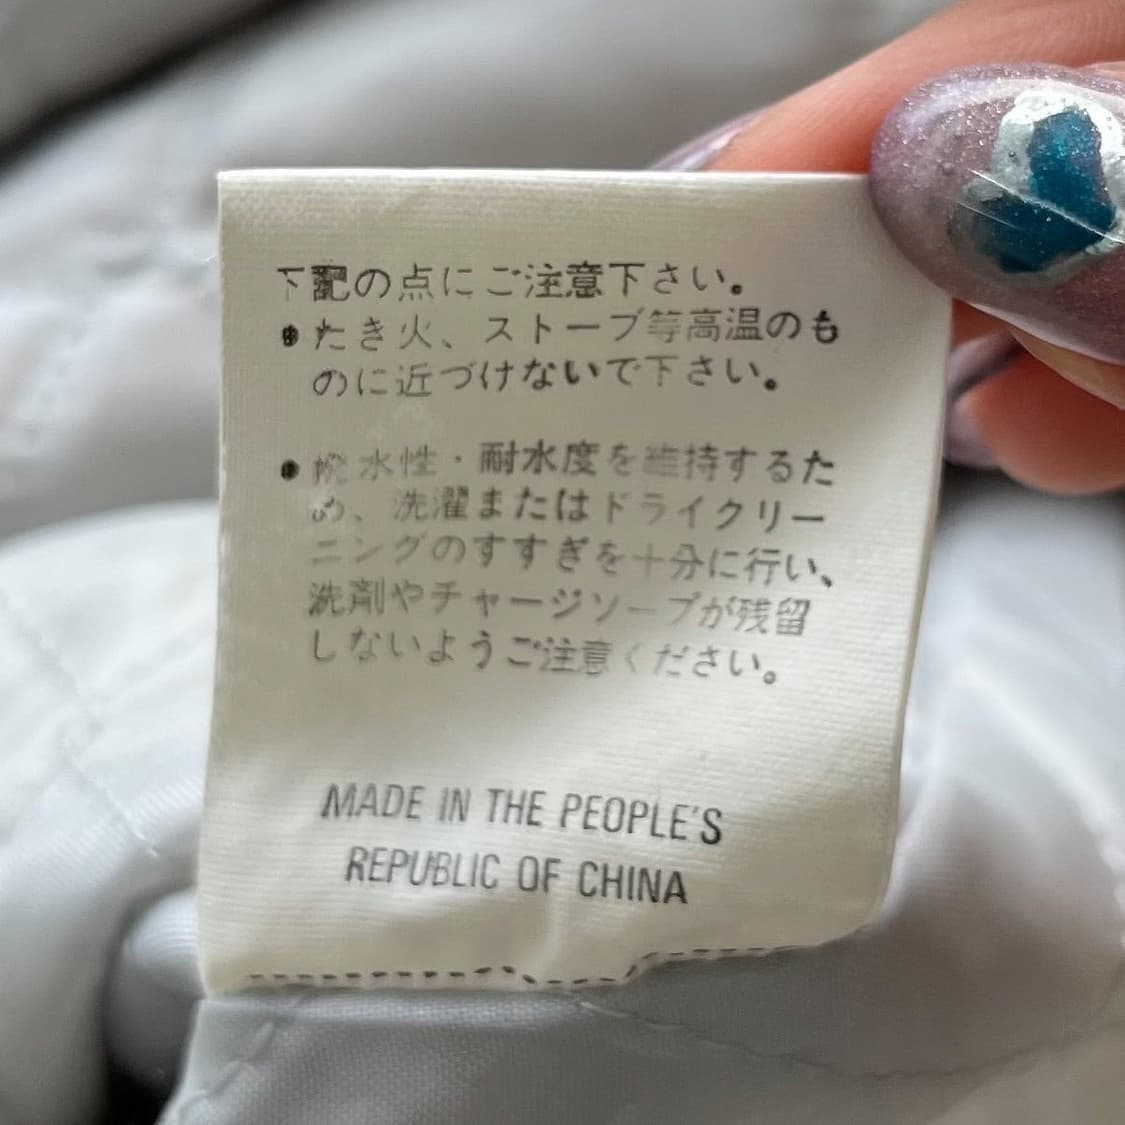 下記の点にご注意下さい。
●たき火、ストーブ等高温のも
のに近づけないで下さい。
●撥水性・耐水度を維持するた
め、洗濯またはドライクリー
ニングのすすぎを十分に行い、
洗剤やチャージソープが残留
しないようご注意ください。
MADE IN THE PEOPLE'S
REPUBLIC OF CHINA